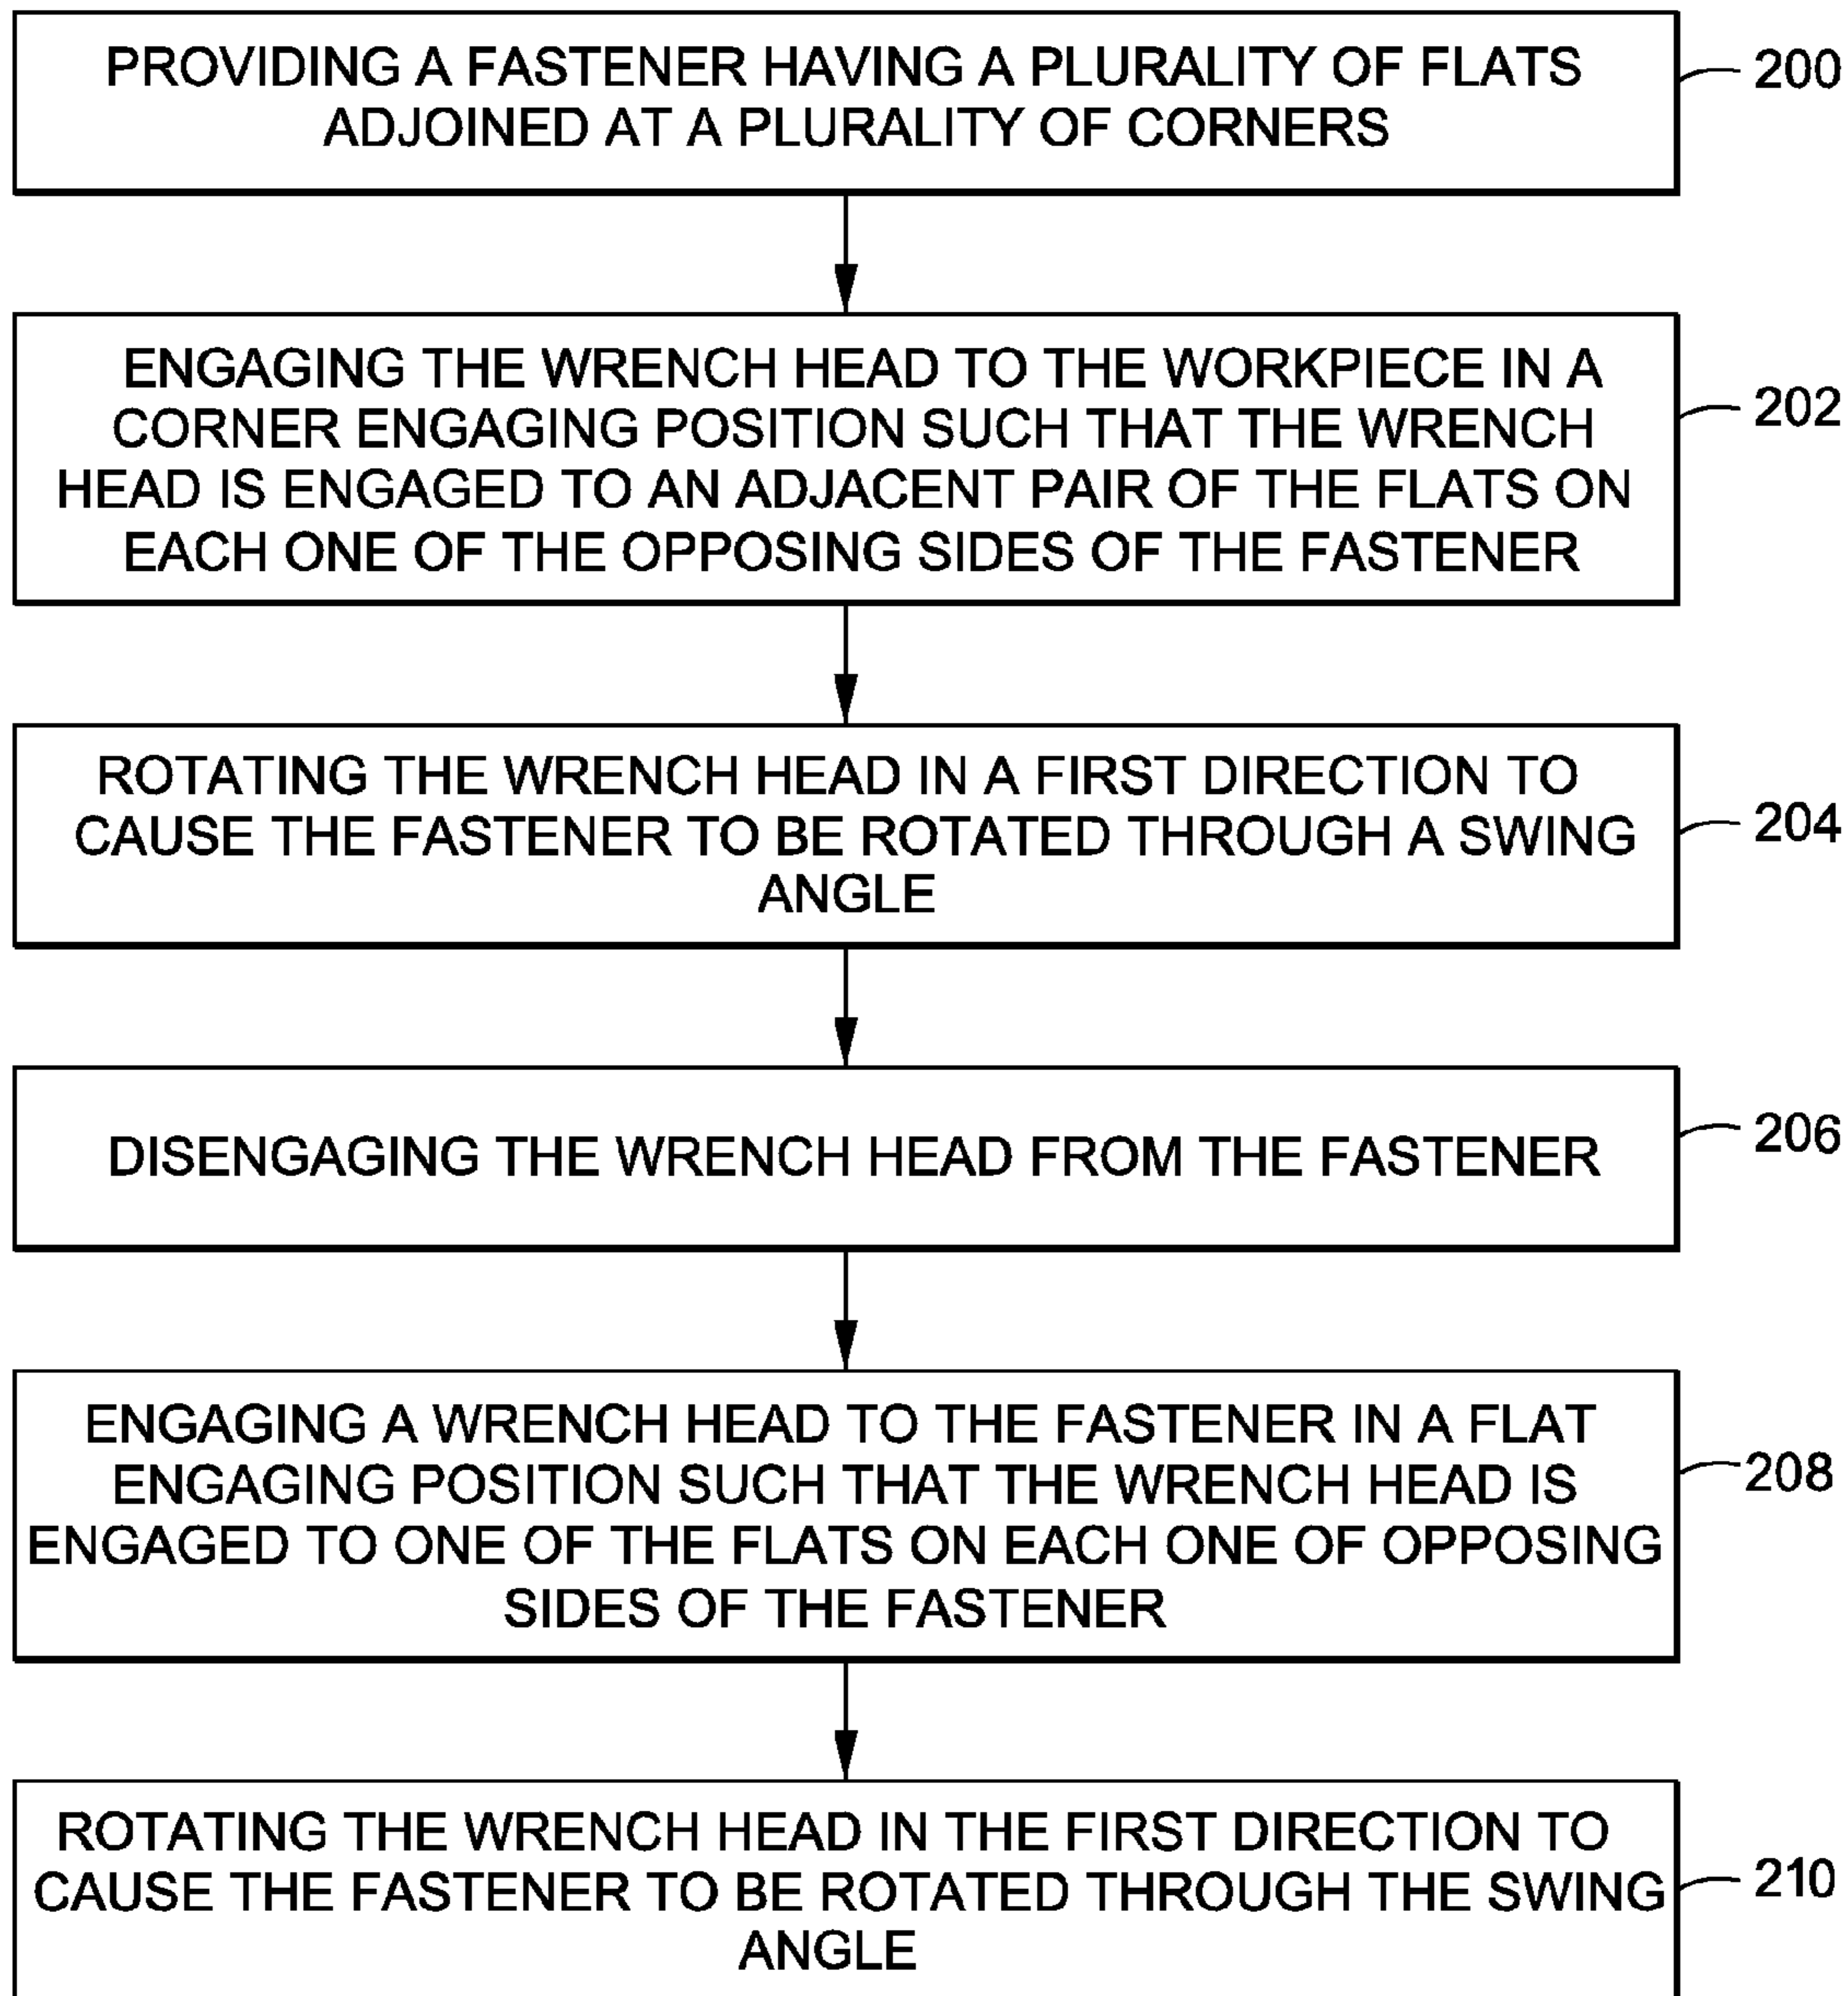 PROVIDING A FASTENER HAVING A PLURALITY OF FLATS
ADJOINED AT A PLURALITY OF CORNERS
200
ENGAGING THE WRENCH HEAD TO THE WORKPIECE IN A
CORNER ENGAGING POSITION SUCH THAT THE WRENCH
HEAD IS ENGAGED TO AN ADJACENT PAIR OF THE FLATS ON
EACH ONE OF THE OPPOSING SIDES OF THE FASTENER
202
ROTATING THE WRENCH HEAD IN A FIRST DIRECTION TO
CAUSE THE FASTENER TO BE ROTATED THROUGH A SWING
ANGLE
204
DISENGAGING THE WRENCH HEAD FROM THE FASTENER
206
ENGAGING A WRENCH HEAD TO THE FASTENER IN A FLAT
ENGAGING POSITION SUCH THAT THE WRENCH HEAD IS
ENGAGED TO ONE OF THE FLATS ON EACH ONE OF OPPOSING
SIDES OF THE FASTENER
208
ROTATING THE WRENCH HEAD IN THE FIRST DIRECTION TO
CAUSE THE FASTENER TO BE ROTATED THROUGH THE SWING
ANGLE
210